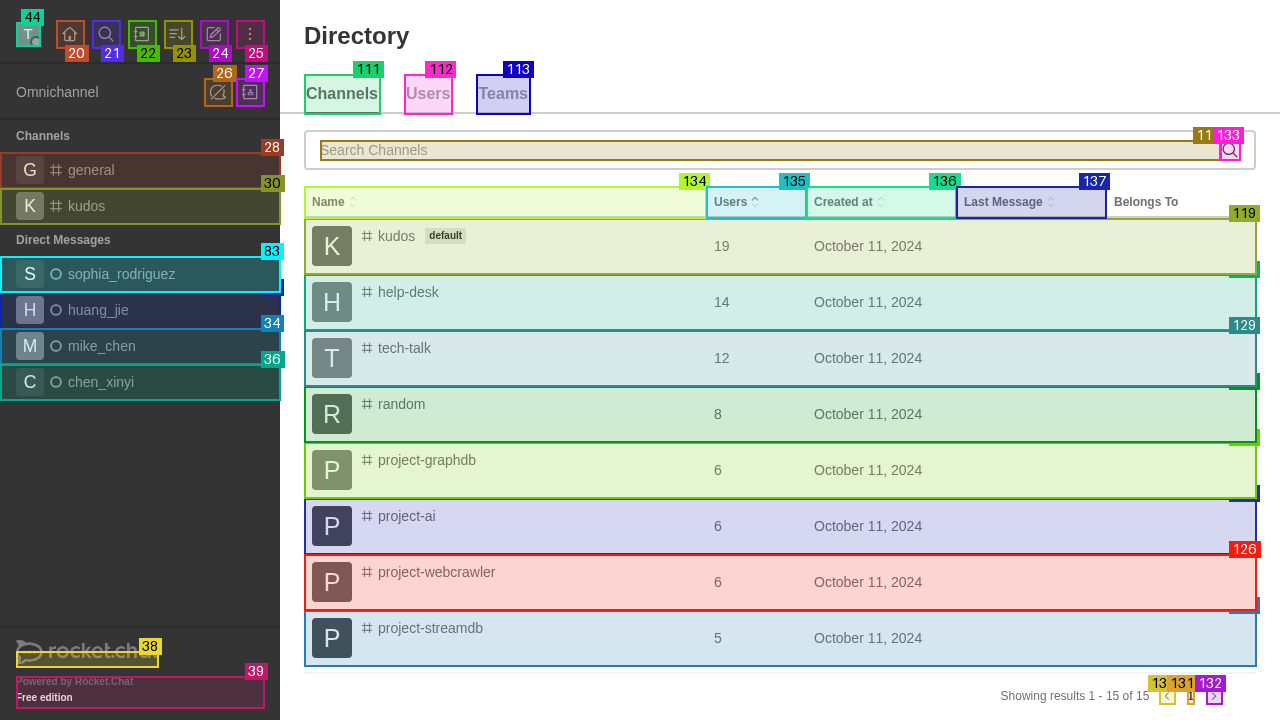 44
T
20
21
22
23
24
25
Omnichannel
26
27
Channels
28
G general
30
K kudos
Direct Messages
83
S sophia_rodriguez
H huang_jie
34
M mike_chen
36
C chen_xinyi
38
rocket.cha
39
Powered by Rocket.Chat
Free edition
Directory
111
112
113
Channels
Users
Teams
11
133
Search Channels
134
135
136
137
Name
Users
Created at
Last Message
Belongs To
119
K kudos default 19 October 11, 2024
H help-desk 14 October 11, 2024
129
T tech-talk 12 October 11, 2024
R random 8 October 11, 2024
P project-graphdb 6 October 11, 2024
P project-ai 6 October 11, 2024
126
P project-webcrawler 6 October 11, 2024
P project-streamdb 5 October 11, 2024
13
131
132
Showing results 1 - 15 of 15
1